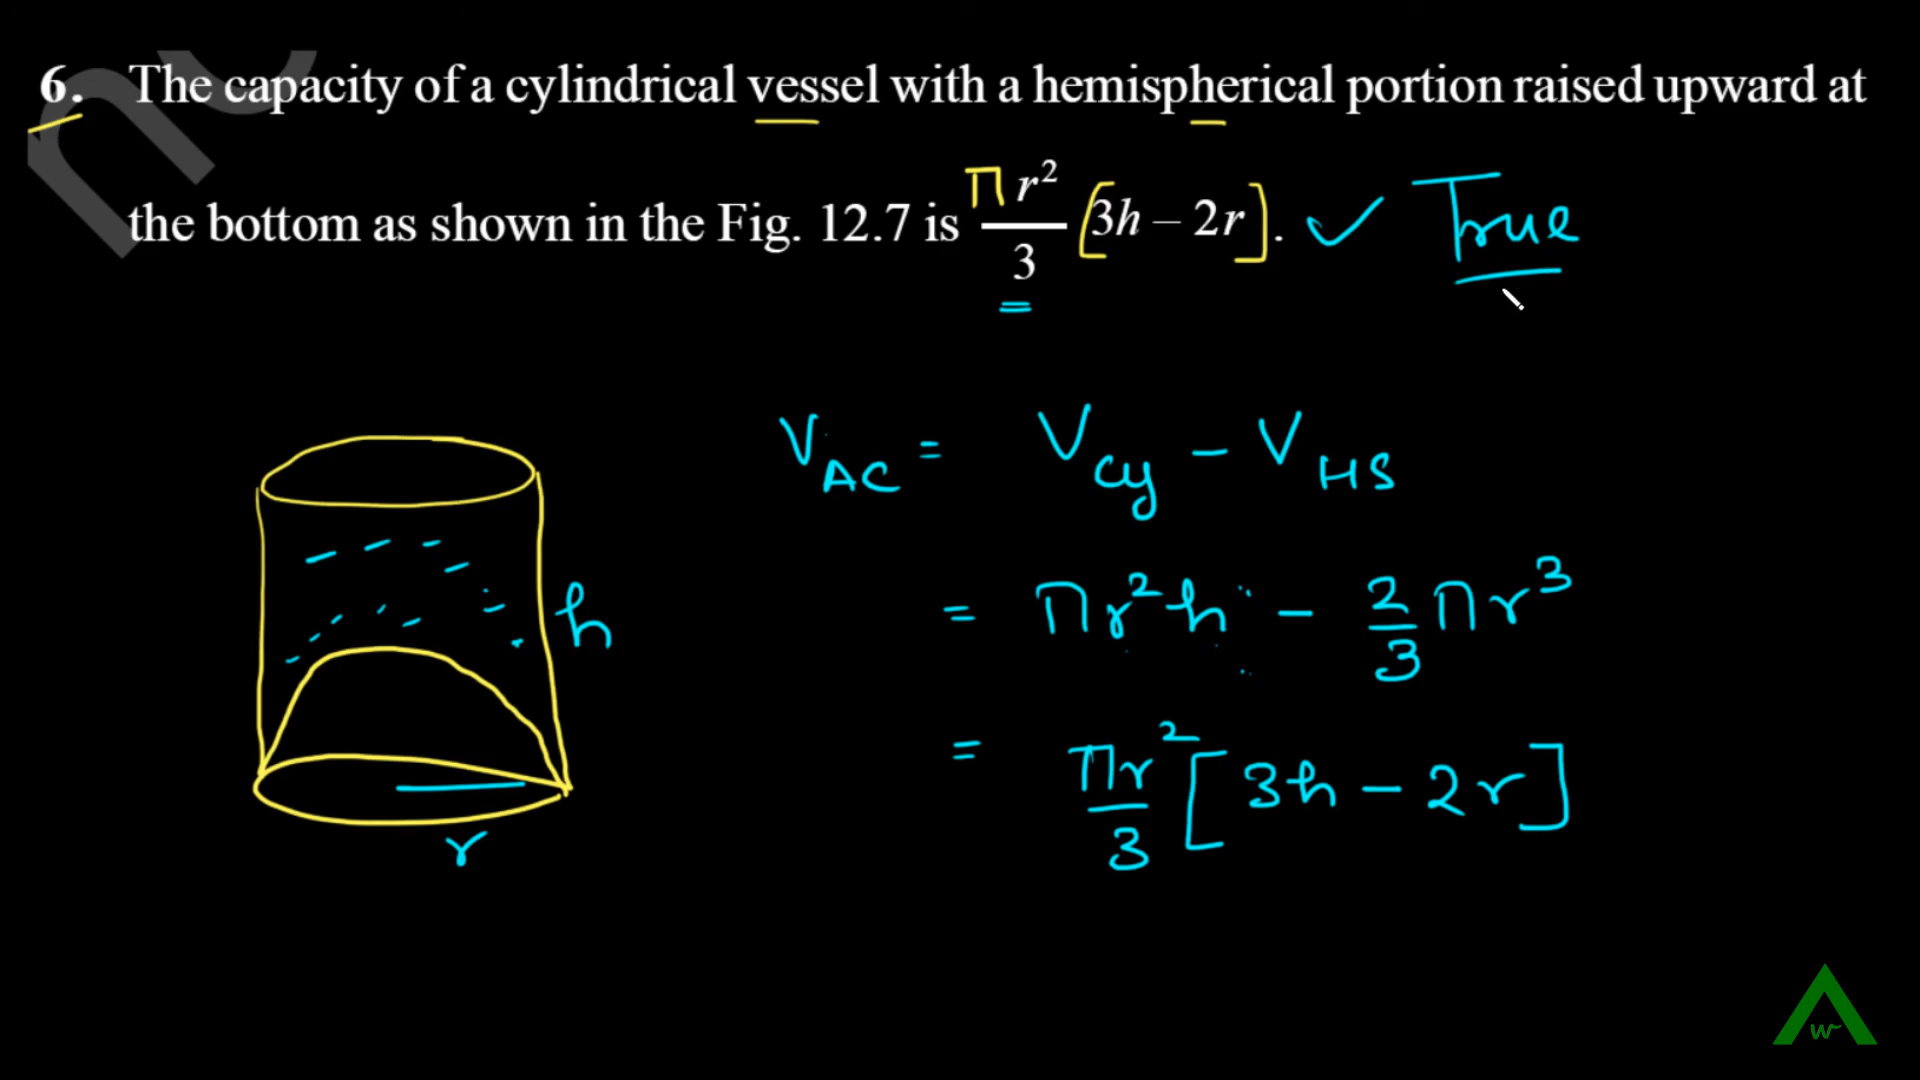 6. The capacity of a cylindrical vessel with a hemispherical portion raised upward at
the bottom as shown in the Fig. 12.7 is πr²/3 [3h – 2r]. ✓ True
V_AC = V_Cy - V_HS
= πr²h - 2/3 πr³
h
= πr²/3 [3h - 2r]
r
w